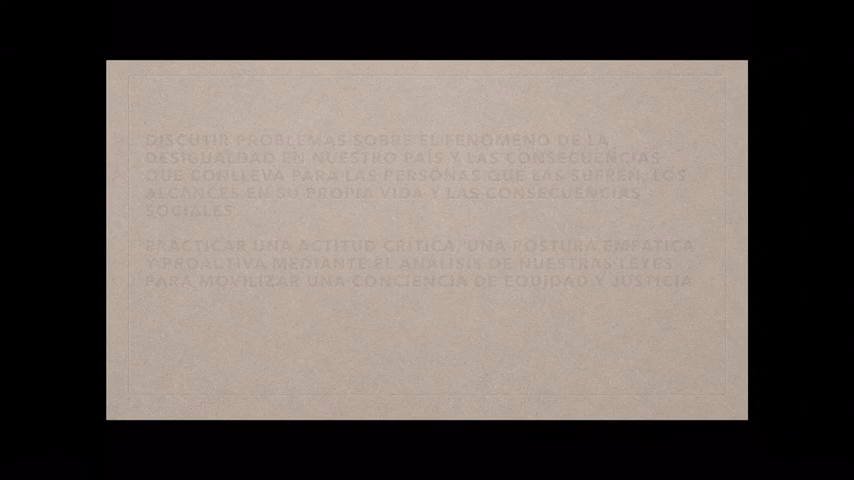 DISCUTIR PROBLEMAS SOBRE EL FENÓMENO DE LA
DESIGUALDAD EN NUESTRO PAÍS Y LAS CONSECUENCIAS
QUE CONLLEVA PARA LAS PERSONAS QUE LAS SUFREN, LOS
ALCANCES EN SU PROPIA VIDA Y LAS CONSECUENCIAS
SOCIALES.
PRACTICAR UNA ACTITUD CRÍTICA, UNA POSTURA EMPÁTICA
Y PROACTIVA MEDIANTE EL ANÁLISIS DE NUESTRAS LEYES
PARA MOVILIZAR UNA CONCIENCIA DE EQUIDAD Y JUSTICIA